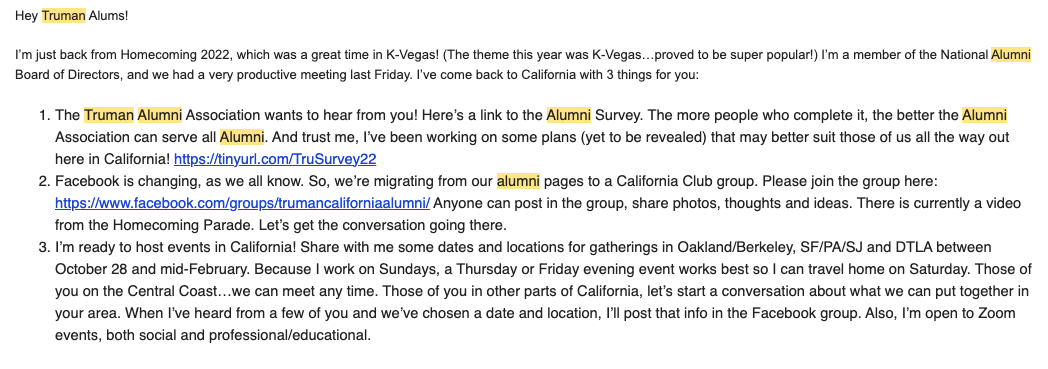 Hey Truman Alums!
I'm just back from Homecoming 2022, which was a great time in K-Vegas! (The theme this year was K-Vegas…proved to be super popular!) I'm a member of the National Alumni
Board of Directors, and we had a very productive meeting last Friday. I've come back to California with 3 things for you:
1. The Truman Alumni Association wants to hear from you! Here's a link to the Alumni Survey. The more people who complete it, the better the Alumni
Association can serve all Alumni. And trust me, I've been working on some plans (yet to be revealed) that may better suit those of us all the way out
here in California! https://tinyurl.com/TruSurvey22
2. Facebook is changing, as we all know. So, we're migrating from our alumni pages to a California Club group. Please join the group here:
https://www.facebook.com/groups/trumancaliforniaalumni/ Anyone can post in the group, share photos, thoughts and ideas. There is currently a video
from the Homecoming Parade. Let's get the conversation going there.
3. I'm ready to host events in California! Share with me some dates and locations for gatherings in Oakland/Berkeley, SF/PA/SJ and DTLA between
October 28 and mid-February. Because I work on Sundays, a Thursday or Friday evening event works best so I can travel home on Saturday. Those of
you on the Central Coast…we can meet any time. Those of you in other parts of California, let's start a conversation about what we can put together in
your area. When I've heard from a few of you and we've chosen a date and location, I'll post that info in the Facebook group. Also, I'm open to Zoom
events, both social and professional/educational.